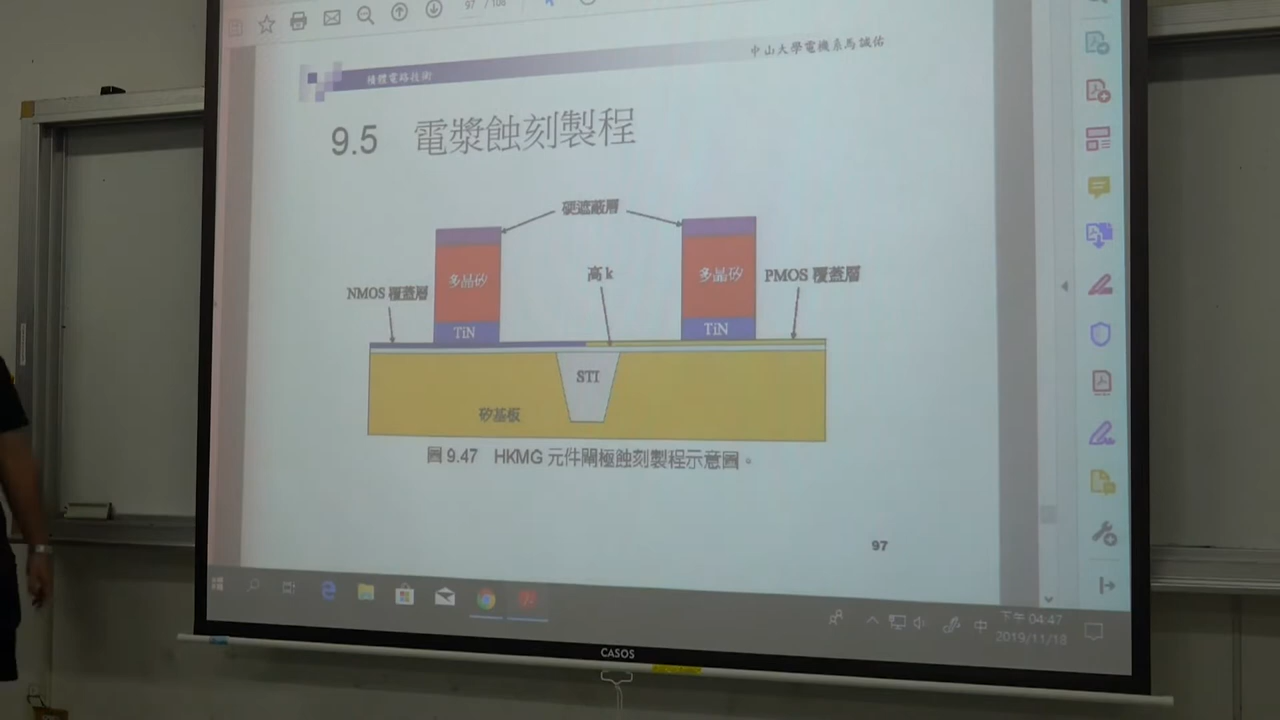 97 / 108
中山大學電機系馬誠佑
積體電路技術
9.5 電漿蝕刻製程
硬遮蔽層
多晶矽
高 k
多晶矽
PMOS 覆蓋層
NMOS 覆蓋層
TiN
TiN
STI
矽基板
圖 9.47 HKMG 元件閘極蝕刻製程示意圖。
97
中
下午 04:47
2019/11/18
CASOS